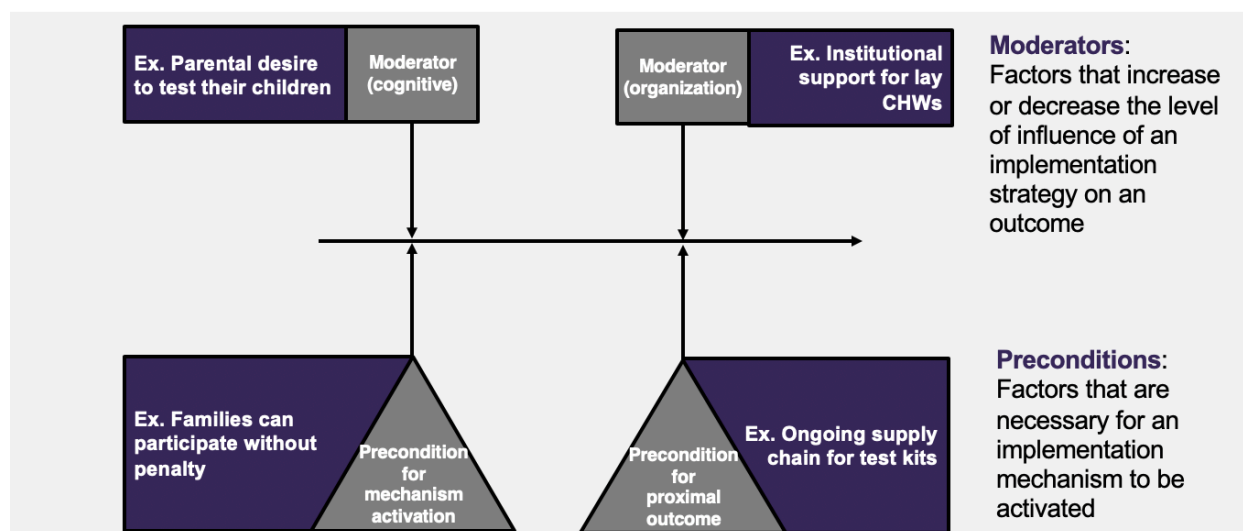 Ex. Parental desire
to test their children
Moderator
(cognitive)
Moderator
(organization)
Ex. Institutional
support for lay
CHWs
Moderators:
Factors that increase
or decrease the level
of influence of an
implementation
strategy on an
outcome
Ex. Families can
participate without
penalty
Precondition
for
mechanism
activation
Precondition
for
proximal
outcome
Ex. Ongoing supply
chain for test kits
Preconditions:
Factors that are
necessary for an
implementation
mechanism to be
activated